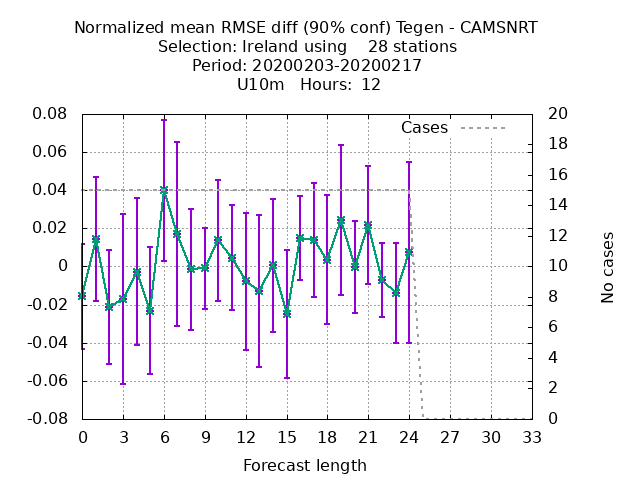 Normalized mean RMSE diff (90% conf) Tegen - CAMSNRT
Selection: Ireland using    28 stations
Period: 20200203-20200217
U10m   Hours:  12
Cases
0.08
0.06
0.04
0.02
0
-0.02
-0.04
-0.06
-0.08
20
18
16
14
12
10
8
6
4
2
0
No cases
0 3 6 9 12 15 18 21 24 27 30 33
Forecast length